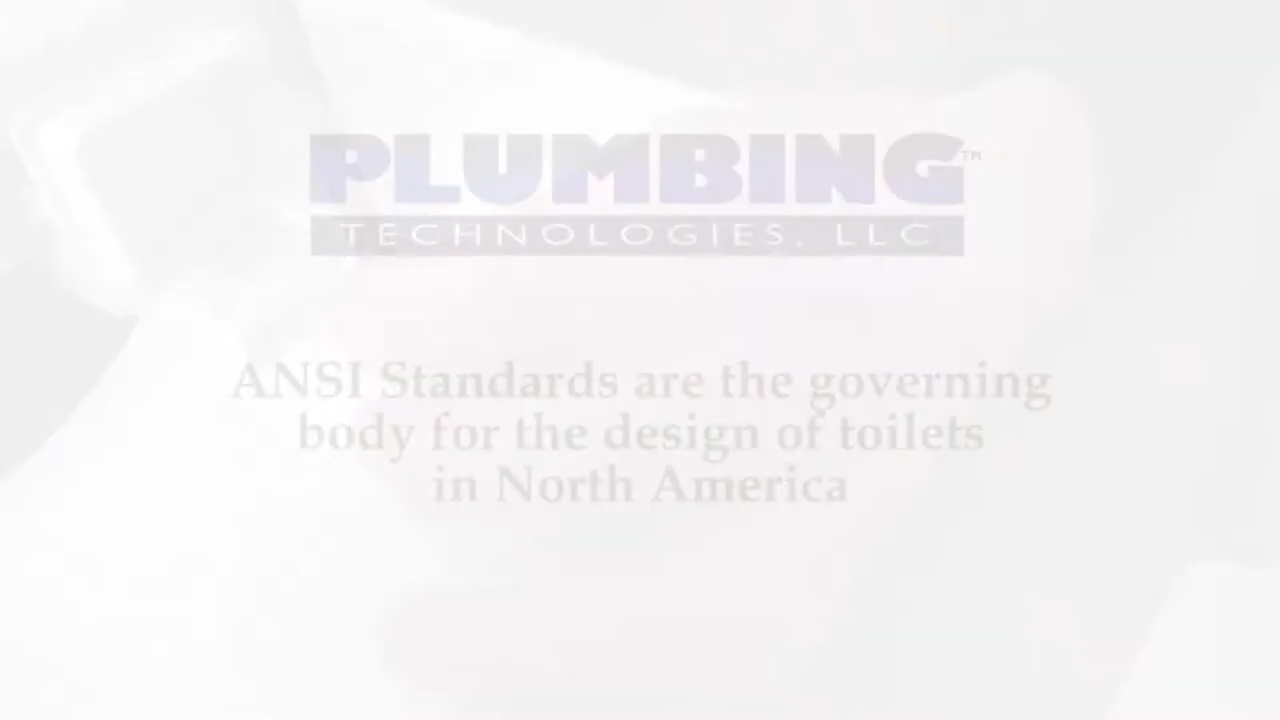 PLUMBING™
TECHNOLOGIES, LLC
ANSI Standards are the governing
body for the design of toilets
in North America